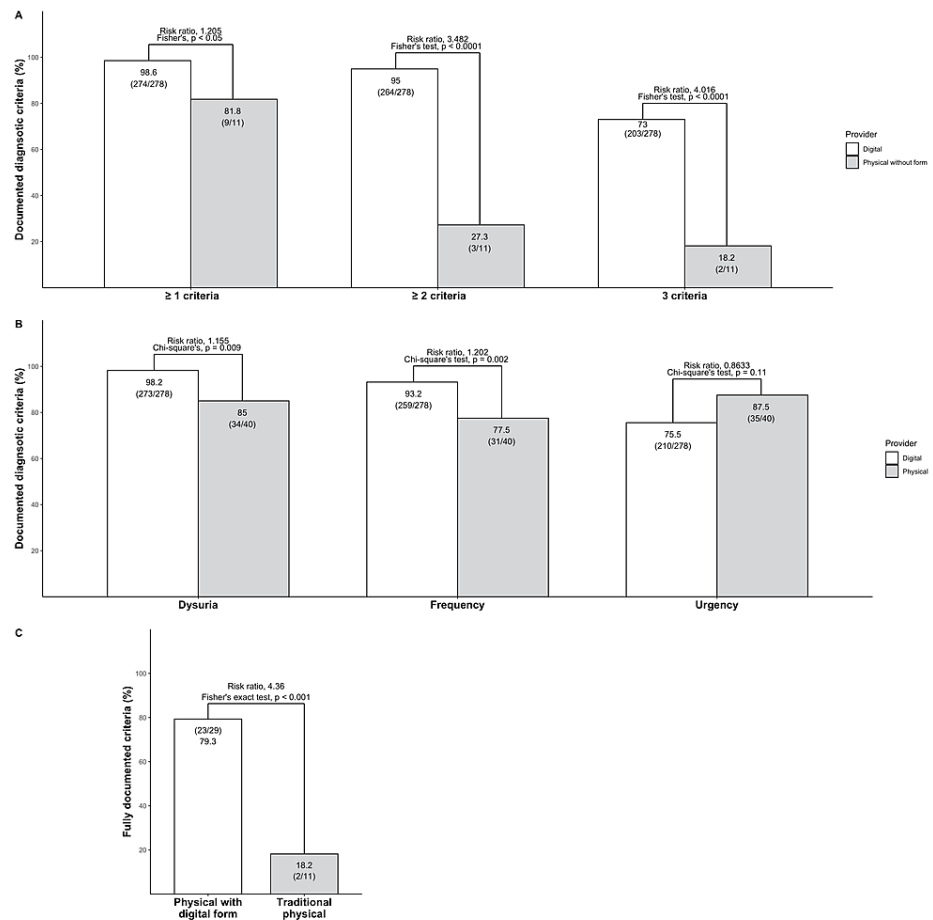 A
Documented diagnsotic criteria (%)
100
80
60
40
20
Risk ratio, 1.205
Fisher's, p < 0.05
98.6
(274/278)
81.8
(9/11)
Risk ratio, 3.482
Fisher's test, p < 0.0001
95
(264/278)
27.3
(3/11)
Risk ratio, 4.016
Fisher's test, p < 0.0001
73
(203/278)
18.2
(2/11)
≥ 1 criteria
≥ 2 criteria
3 criteria
Provider
Digital
Physical without form
B
Documented diagnsotic criteria (%)
100
80
60
40
20
Risk ratio, 1.155
Chi-square's, p = 0.009
98.2
(273/278)
85
(34/40)
Risk ratio, 1.202
Chi-square's test, p = 0.002
93.2
(259/278)
77.5
(31/40)
Risk ratio, 0.8633
Chi-square's test, p = 0.11
75.5
(210/278)
87.5
(35/40)
Dysuria
Frequency
Urgency
Provider
Digital
Physical
C
Fully documented criteria (%)
100
80
60
40
20
Risk ratio, 4.36
Fisher's exact test, p < 0.001
(23/29)
79.3
18.2
(2/11)
Physical with
digital form
Traditional
physical